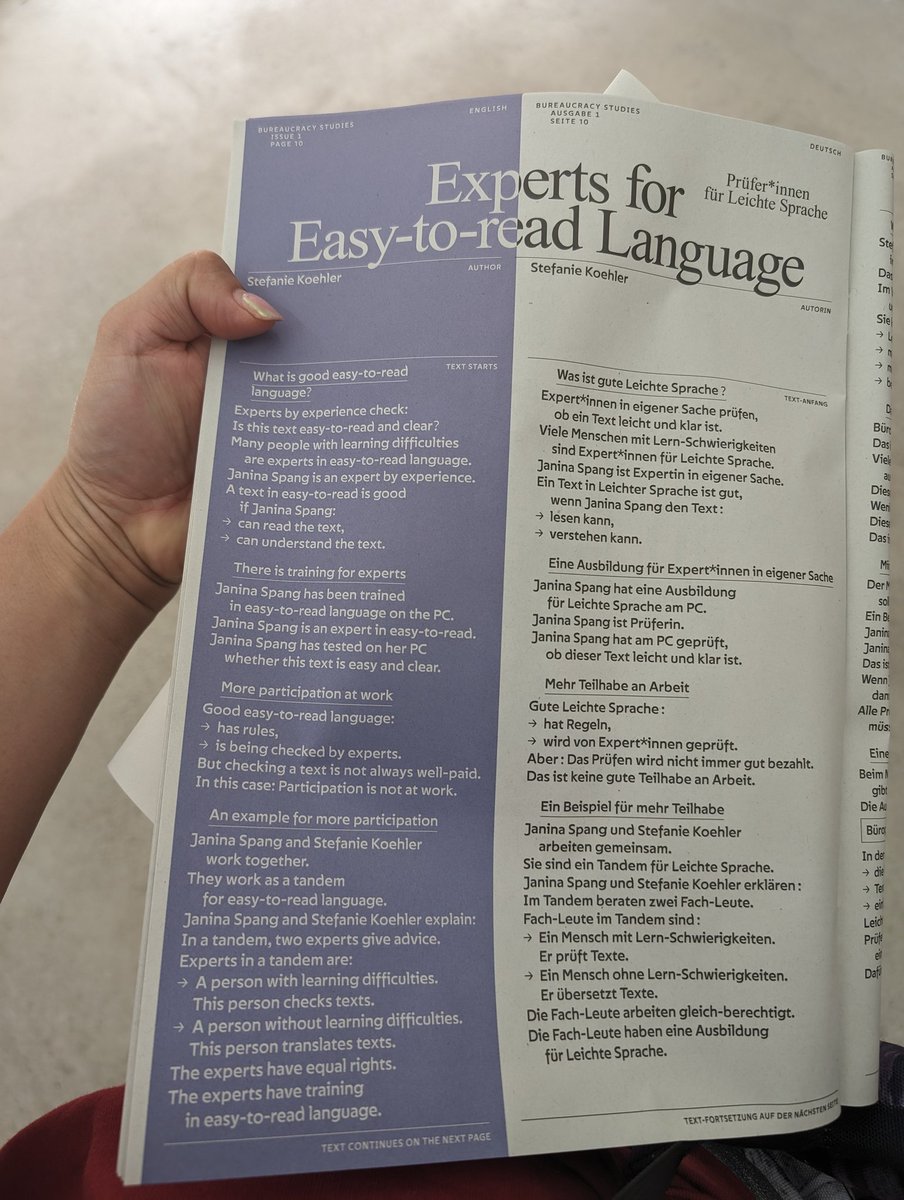 BUREAUCRACY STUDIES
ISSUE 1
PAGE 10
ENGLISH
BUREAUCRACY STUDIES
AUSGABE 1
SEITE 10
DEUTSCH
Experts for
Easy-to-read Language
Prüfer*innen
für Leichte Sprache
Stefanie Koehler
AUTHOR
Stefanie Koehler
AUTORIN
TEXT STARTS
What is good easy-to-read
language?
Experts by experience check:
Is this text easy-to-read and clear?
Many people with learning difficulties
are experts in easy-to-read language.
Janina Spang is an expert by experience.
A text in easy-to-read is good
if Janina Spang:
→ can read the text,
→ can understand the text.
There is training for experts
Janina Spang has been trained
in easy-to-read language on the PC.
Janina Spang is an expert in easy-to-read.
Janina Spang has tested on her PC
whether this text is easy and clear.
More participation at work
Good easy-to-read language:
→ has rules,
→ is being checked by experts.
But checking a text is not always well-paid.
In this case: Participation is not at work.
An example for more participation
Janina Spang and Stefanie Koehler
work together.
They work as a tandem
for easy-to-read language.
Janina Spang and Stefanie Koehler explain:
In a tandem, two experts give advice.
Experts in a tandem are:
→ A person with learning difficulties.
This person checks texts.
→ A person without learning difficulties.
This person translates texts.
The experts have equal rights.
The experts have training
in easy-to-read language.
TEXT CONTINUES ON THE NEXT PAGE
Was ist gute Leichte Sprache?
TEXT-ANFANG
Expert*innen in eigener Sache prüfen,
ob ein Text leicht und klar ist.
Viele Menschen mit Lern-Schwierigkeiten
sind Expert*innen für Leichte Sprache.
Janina Spang ist Expertin in eigener Sache.
Ein Text in Leichter Sprache ist gut,
wenn Janina Spang den Text:
→ lesen kann,
→ verstehen kann.
Eine Ausbildung für Expert*innen in eigener Sache
Janina Spang hat eine Ausbildung
für Leichte Sprache am PC.
Janina Spang ist Prüferin.
Janina Spang hat am PC geprüft,
ob dieser Text leicht und klar ist.
Mehr Teilhabe an Arbeit
Gute Leichte Sprache:
→ hat Regeln,
→ wird von Expert*innen geprüft.
Aber: Das Prüfen wird nicht immer gut bezahlt.
Das ist keine gute Teilhabe an Arbeit.
Ein Beispiel für mehr Teilhabe
Janina Spang und Stefanie Koehler
arbeiten gemeinsam.
Sie sind ein Tandem für Leichte Sprache.
Janina Spang und Stefanie Koehler erklären:
Im Tandem beraten zwei Fach-Leute.
Fach-Leute im Tandem sind:
→ Ein Mensch mit Lern-Schwierigkeiten.
Er prüft Texte.
→ Ein Mensch ohne Lern-Schwierigkeiten.
Er übersetzt Texte.
Die Fach-Leute arbeiten gleich-berechtigt.
Die Fach-Leute haben eine Ausbildung
für Leichte Sprache.
TEXT-FORTSETZUNG AUF DER NÄCHSTEN SEITE